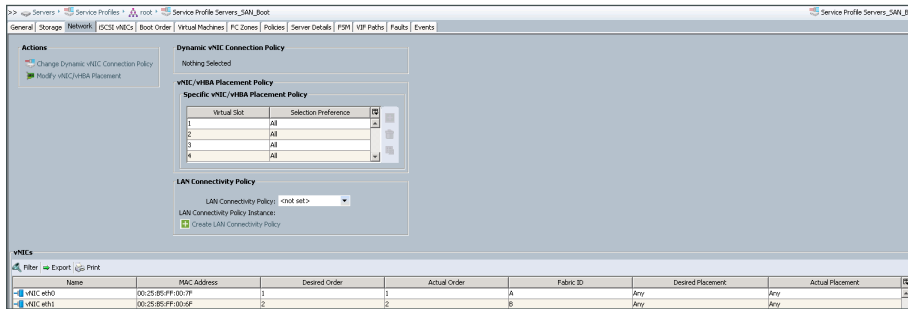 >> Servers Service Profiles root Service Profile Servers_SAN_Boot
Service Profile Servers_SAN_B
General Storage Network iSCSI vNICs Boot Order Virtual Machines FC Zones Policies Server Details FSM VIF Paths Faults Events
Actions
Change Dynamic vNIC Connection Policy
Modify vNIC/vHBA Placement
Dynamic vNIC Connection Policy
Nothing Selected
vNIC/vHBA Placement Policy
Specific vNIC/vHBA Placement Policy
Virtual Slot Selection Preference
1 All
2 All
3 All
4 All
LAN Connectivity Policy
LAN Connectivity Policy: <not set>
LAN Connectivity Policy Instance:
Create LAN Connectivity Policy
vNICs
Filter Export Print
Name MAC Address Desired Order Actual Order Fabric ID Desired Placement Actual Placement
vNIC eth0 00:25:B5:FF:00:7F 1 1 A Any Any
vNIC eth1 00:25:B5:FF:00:6F 2 2 B Any Any